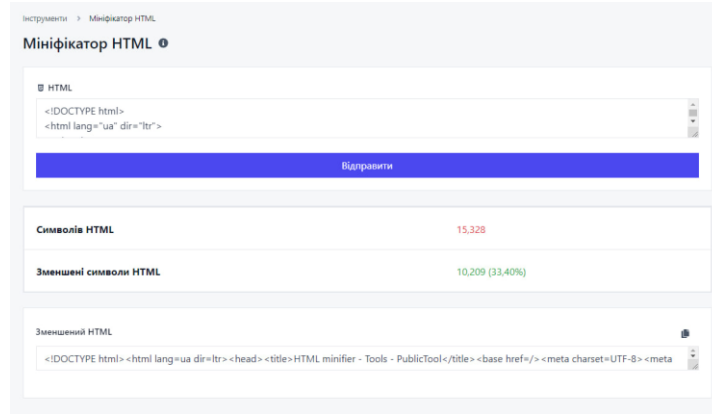 Інструменти > Мініфікатор HTML
Мініфікатор HTML
HTML
<!DOCTYPE html>
<html lang="ua" dir="ltr">
Відправити
Символів HTML 15,328
Зменшені символи HTML 10,209 (33,40%)
Зменшений HTML
<!DOCTYPE html><html lang=ua dir=ltr><head><title>HTML minifier - Tools - PublicTool</title><base href=/><meta charset=UTF-8><meta